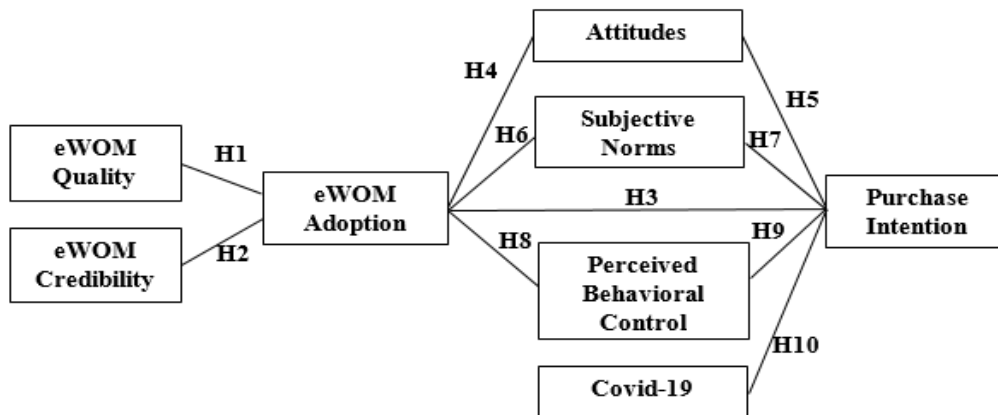 eWOM
Quality
H1
eWOM
Credibility
H2
eWOM
Adoption
H4
Attitudes
H5
H6
Subjective
Norms
H7
H3
H8
Perceived
Behavioral
Control
H9
Covid-19
H10
Purchase
Intention